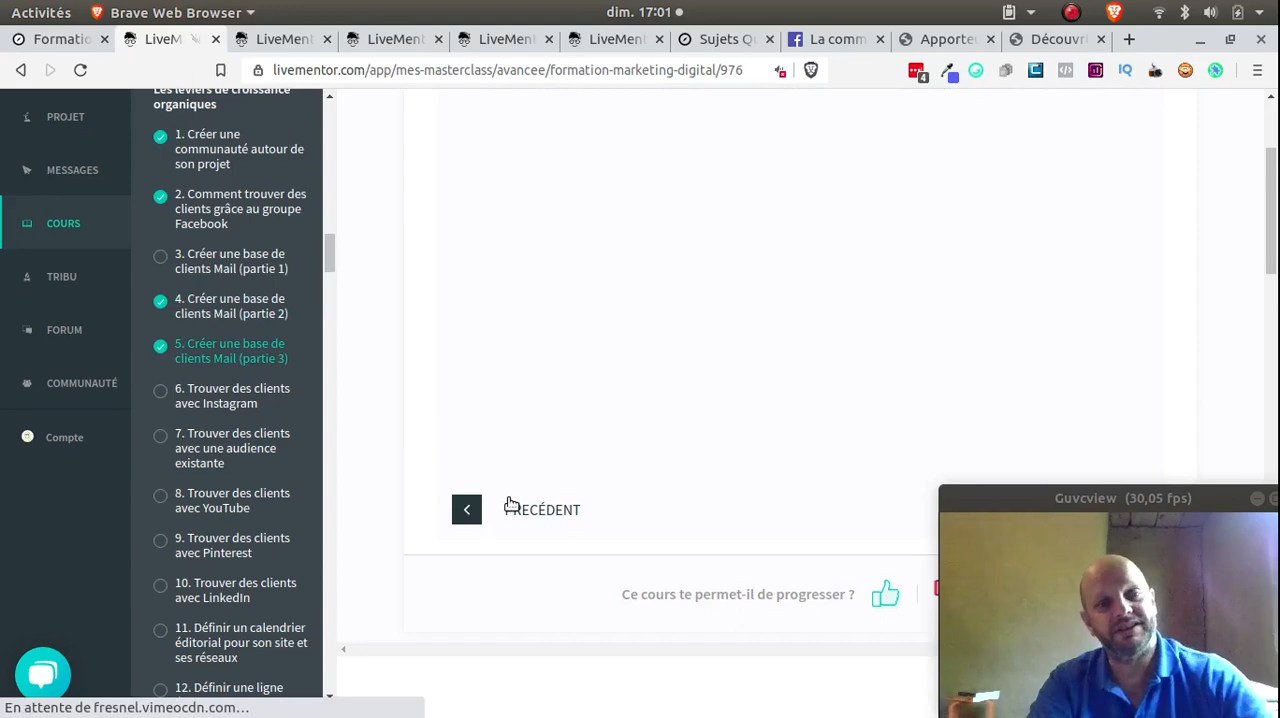 Activités
Brave Web Browser
dim. 17:01
Formatio
LiveM
LiveMent
LiveMent
LiveMent
LiveMent
Sujets Qu
La comm
Apporte
Découvri
livementor.com/app/mes-masterclass/avancee/formation-marketing-digital/976
4
IQ
PROJET
MESSAGES
COURS
TRIBU
FORUM
COMMUNAUTÉ
Compte
Les leviers de croissance
organiques
1. Créer une
communauté autour de
son projet
2. Comment trouver des
clients grâce au groupe
Facebook
3. Créer une base de
clients Mail (partie 1)
4. Créer une base de
clients Mail (partie 2)
5. Créer une base de
clients Mail (partie 3)
6. Trouver des clients
avec Instagram
7. Trouver des clients
avec une audience
existante
8. Trouver des clients
avec YouTube
9. Trouver des clients
avec Pinterest
10. Trouver des clients
avec LinkedIn
11. Définir un calendrier
éditorial pour son site et
ses réseaux
12. Définir une ligne
PRECÉDENT
Ce cours te permet-il de progresser ?
Guvcview (30,05 fps)
En attente de fresnel.vimeocdn.com…